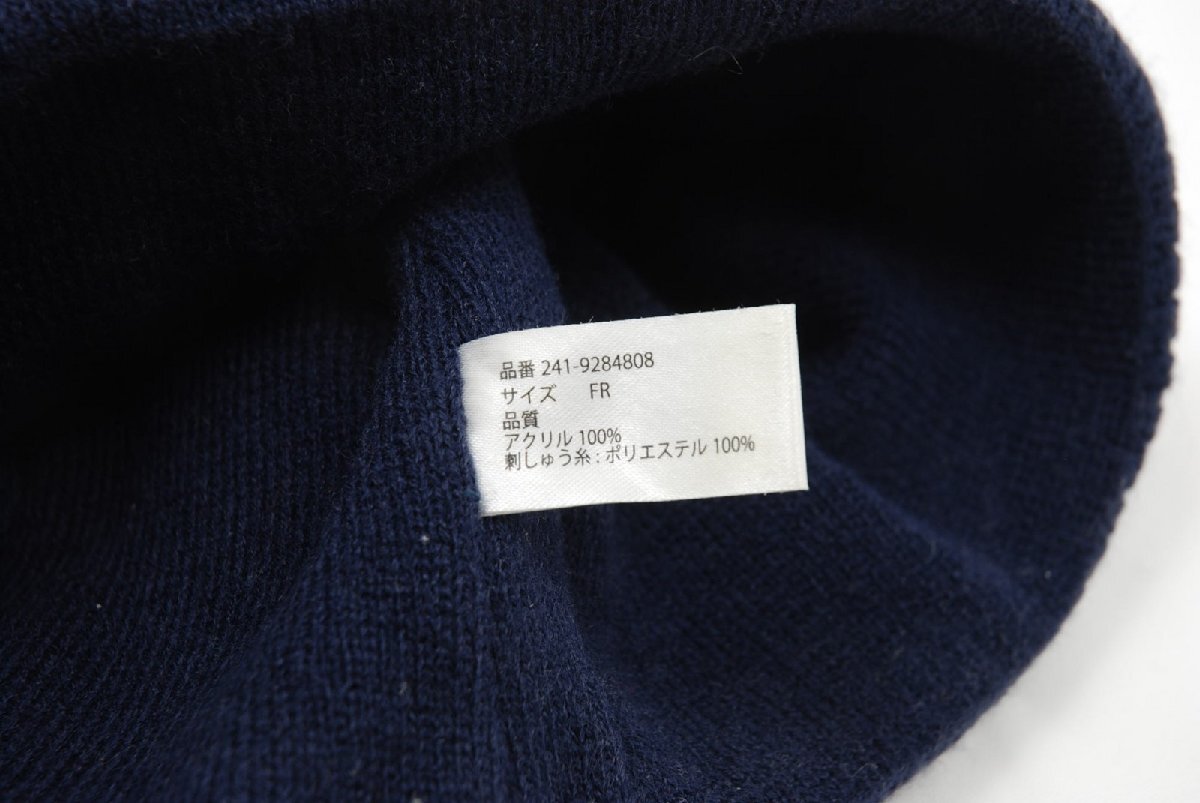 品番 241-9284808
サイズ FR
品質
アクリル 100%
刺しゅう糸 : ポリエステル 100%